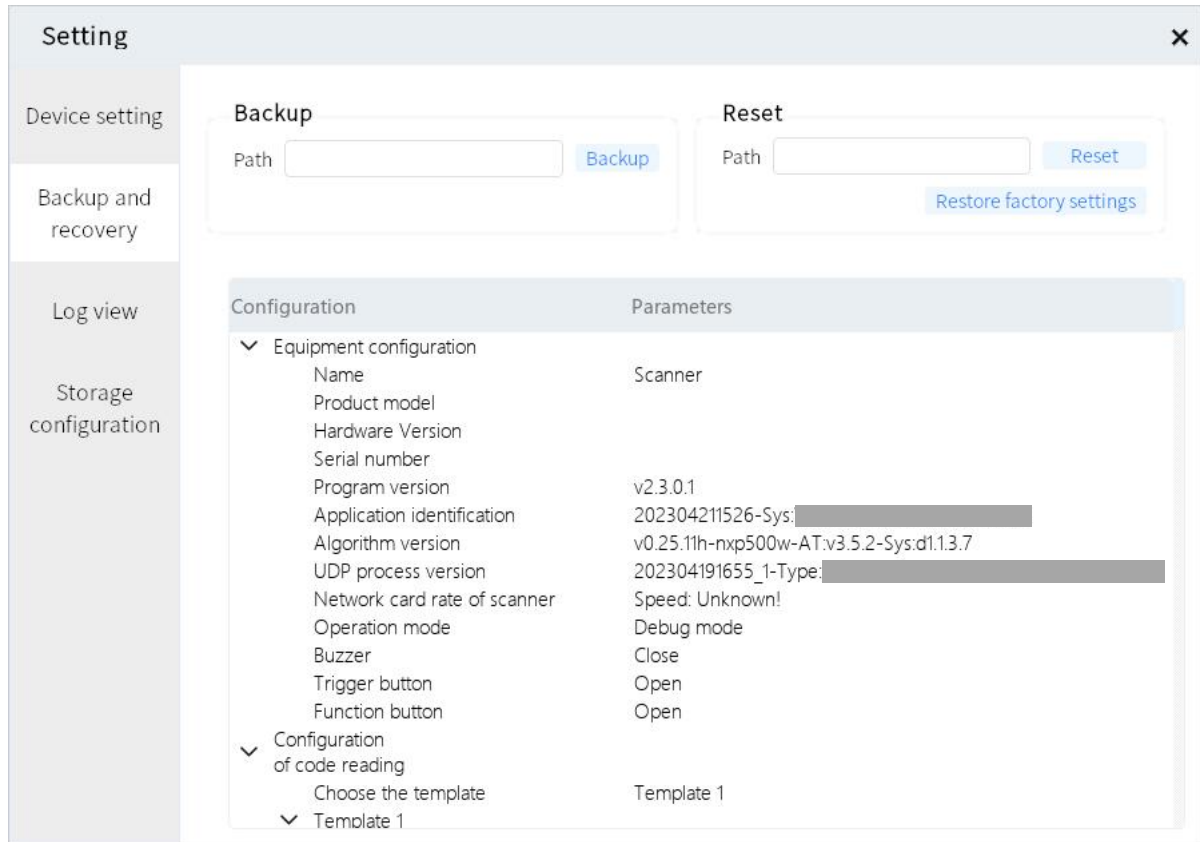 Setting
Device setting
Backup and
recovery
Log view
Storage
configuration
Backup
Path
Backup
Reset
Path
Reset
Restore factory settings
Configuration Parameters
Equipment configuration
Name Scanner
Product model
Hardware Version
Serial number
Program version v2.3.0.1
Application identification 202304211526-Sys:
Algorithm version v0.25.11h-nxp500w-AT:v3.5.2-Sys:d1.1.3.7
UDP process version 202304191655_1-Type:
Network card rate of scanner Speed: Unknown!
Operation mode Debug mode
Buzzer Close
Trigger button Open
Function button Open
Configuration
of code reading
Choose the template Template 1
Template 1